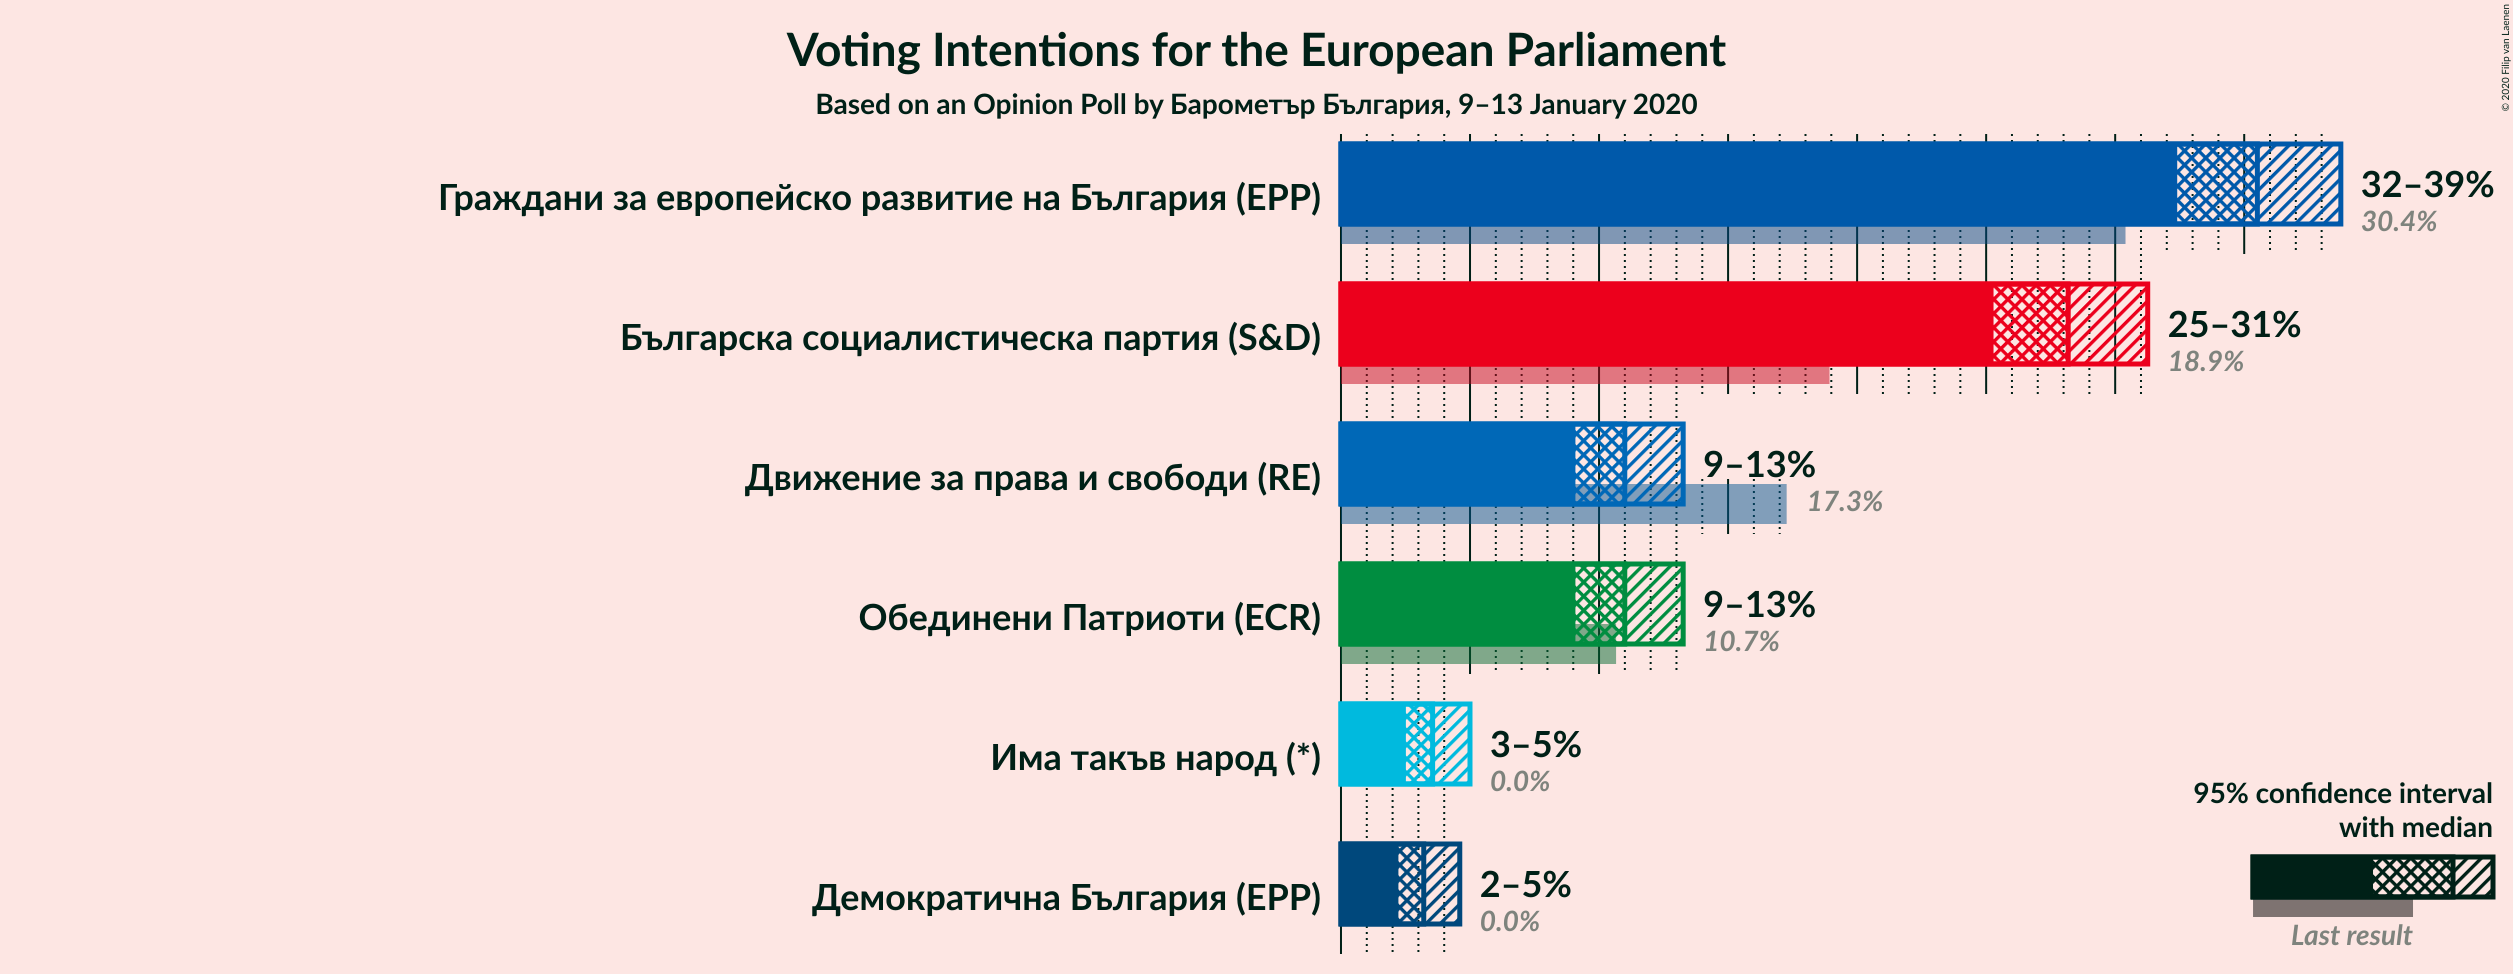 © 2020 Filip van Laenen
Voting Intentions for the European Parliament
Based on an Opinion Poll by Барометър България, 9–13 January 2020
Граждани за европейско развитие на България (EPP)
32–39%
30.4%
Българска социалистическа партия (S&D)
25–31%
18.9%
Движение за права и свободи (RE)
9–13%
17.3%
Обединени Патриоти (ECR)
9–13%
10.7%
Има такъв народ (*)
3–5%
0.0%
Демократична България (EPP)
2–5%
0.0%
95% confidence interval
with median
Last result